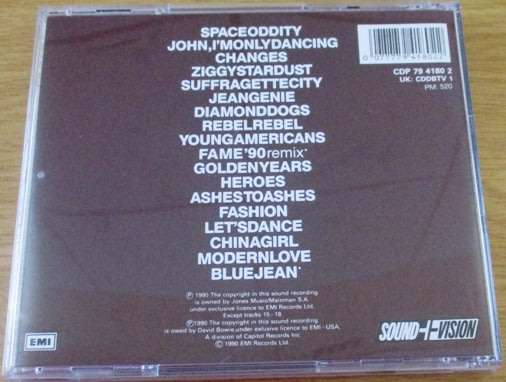 SPACEODDITY
JOHN,I'MONLYDANCING
CHANGES
ZIGGYSTARDUST
SUFFRAGETTECITY
JEANGENIE
DIAMONDDOGS
REBELREBEL
YOUNGAMERICANS
FAME'90remix*
GOLDENYEARS
HEROES
ASHESTOASHES
FASHION
LET'SDANCE
CHINAGIRL
MODERNLOVE
BLUEJEAN*
CDP 79 4180 2
UK: CDDBTV 1
PM: 520
℗ 1990 The copyright in this sound recording
is owned by Jones Music/Mainman S.A
under exclusive licence to EMI Records Ltd.
Except tracks 15 - 18
℗ 1990 The copyright in this sound recording
is owed by David Bowie under exlusive licence to EMI - USA.
A division of Capitol Records Inc
© 1990 EMI Records Ltd.
EMI
SOUND+VISION